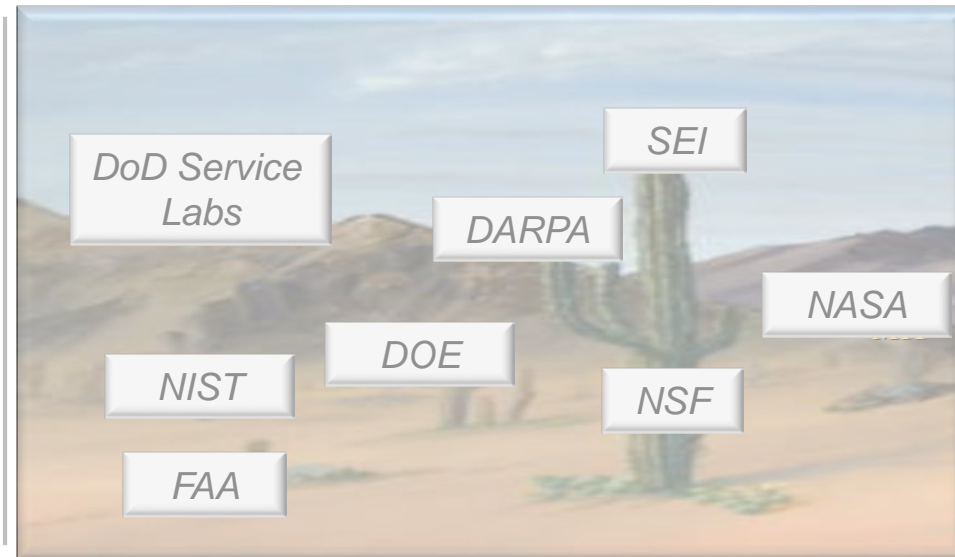 SEI
DoD Service
Labs
DARPA
NASA
DOE
NIST
NSF
FAA